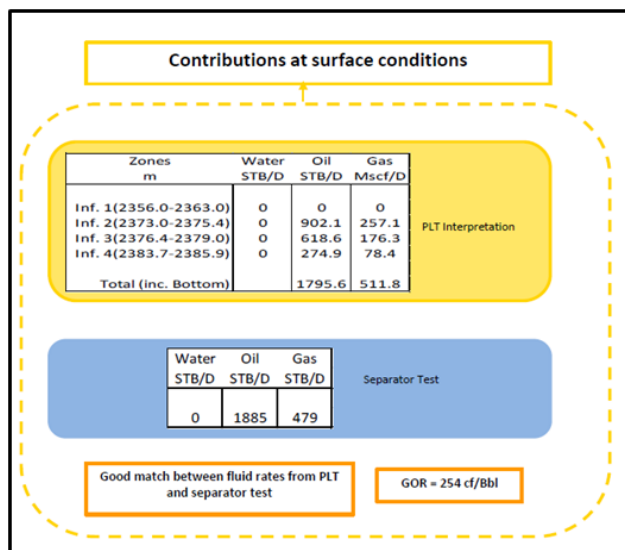 Contributions at surface conditions
Zones Water Oil Gas
m STB/D STB/D Mscf/D
Inf. 1(2356.0-2363.0) 0 0 0
Inf. 2(2373.0-2375.4) 0 902.1 257.1
Inf. 3(2376.4-2379.0) 0 618.6 176.3
Inf. 4(2383.7-2385.9) 0 274.9 78.4
Total (inc. Bottom) 1795.6 511.8
PLT Interpretation
Water Oil Gas
STB/D STB/D STB/D
0 1885 479
Separator Test
Good match between fluid rates from PLT
and separator test
GOR = 254 cf/Bbl